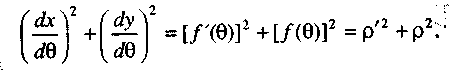 (dx/dθ)² + (dy/dθ)² = [f′(θ)]² + [f(θ)]² = ρ′² + ρ².